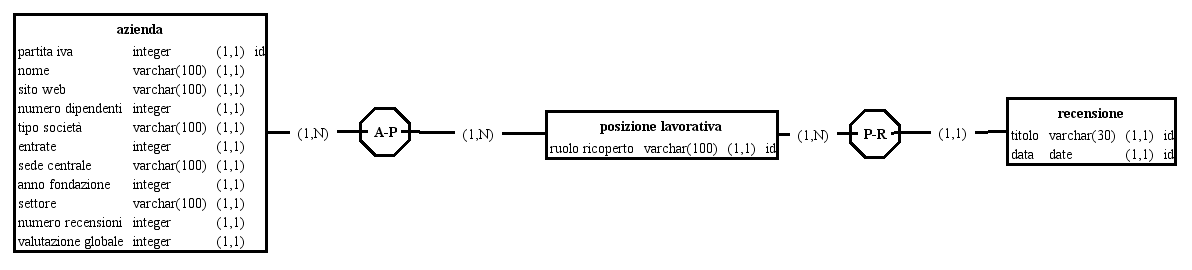 azienda
partita iva integer (1,1) id
nome varchar(100) (1,1)
sito web varchar(100) (1,1)
numero dipendenti integer (1,1)
tipo società varchar(100) (1,1)
entrate integer (1,1)
sede centrale varchar(100) (1,1)
anno fondazione integer (1,1)
settore varchar(100) (1,1)
numero recensioni integer (1,1)
valutazione globale integer (1,1)
(1,N)
A-P
(1,N)
posizione lavorativa
ruolo ricoperto varchar(100) (1,1) id
(1,N)
P-R
(1,1)
recensione
titolo varchar(30) (1,1) id
data date (1,1) id